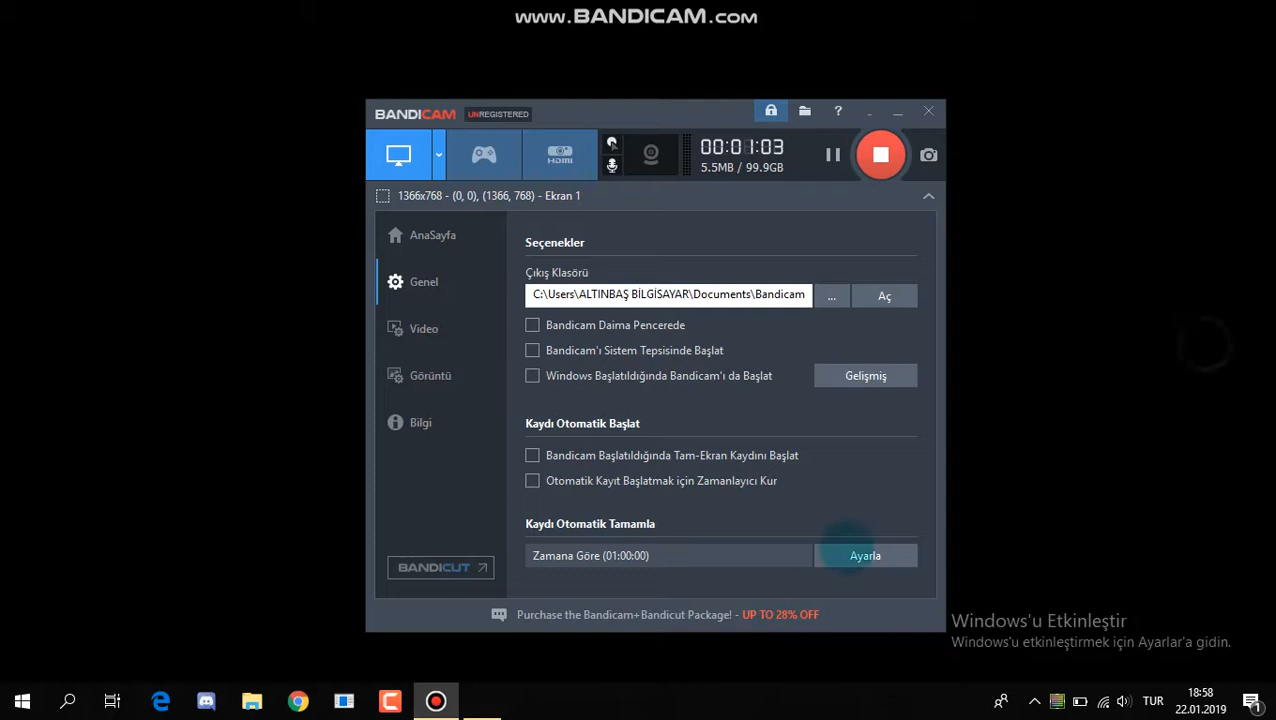 www.BANDICAM.com
BANDICAM UNREGISTERED
?
HDMI
00:01:03
5.5MB / 99.9GB
1366x768 - (0, 0), (1366, 768) - Ekran 1
AnaSayfa
Genel
Video
Görüntü
Bilgi
BANDICUT
Seçenekler
Çıkış Klasörü
C:\Users\ALTINBAŞ BİLGİSAYAR\Documents\Bandicam ... Aç
Bandicam Daima Pencerede
Bandicam'ı Sistem Tepsisinde Başlat
Windows Başlatıldığında Bandicam'ı da Başlat Gelişmiş
Kaydı Otomatik Başlat
Bandicam Başlatıldığında Tam-Ekran Kaydını Başlat
Otomatik Kayıt Başlatmak için Zamanlayıcı Kur
Kaydı Otomatik Tamamla
Zamana Göre (01:00:00) Ayarla
Purchase the Bandicam+Bandicut Package! - UP TO 28% OFF
Windows'u Etkinleştir
Windows'u etkinleştirmek için Ayarlar'a gidin.
TUR
18:58
22.01.2019
1